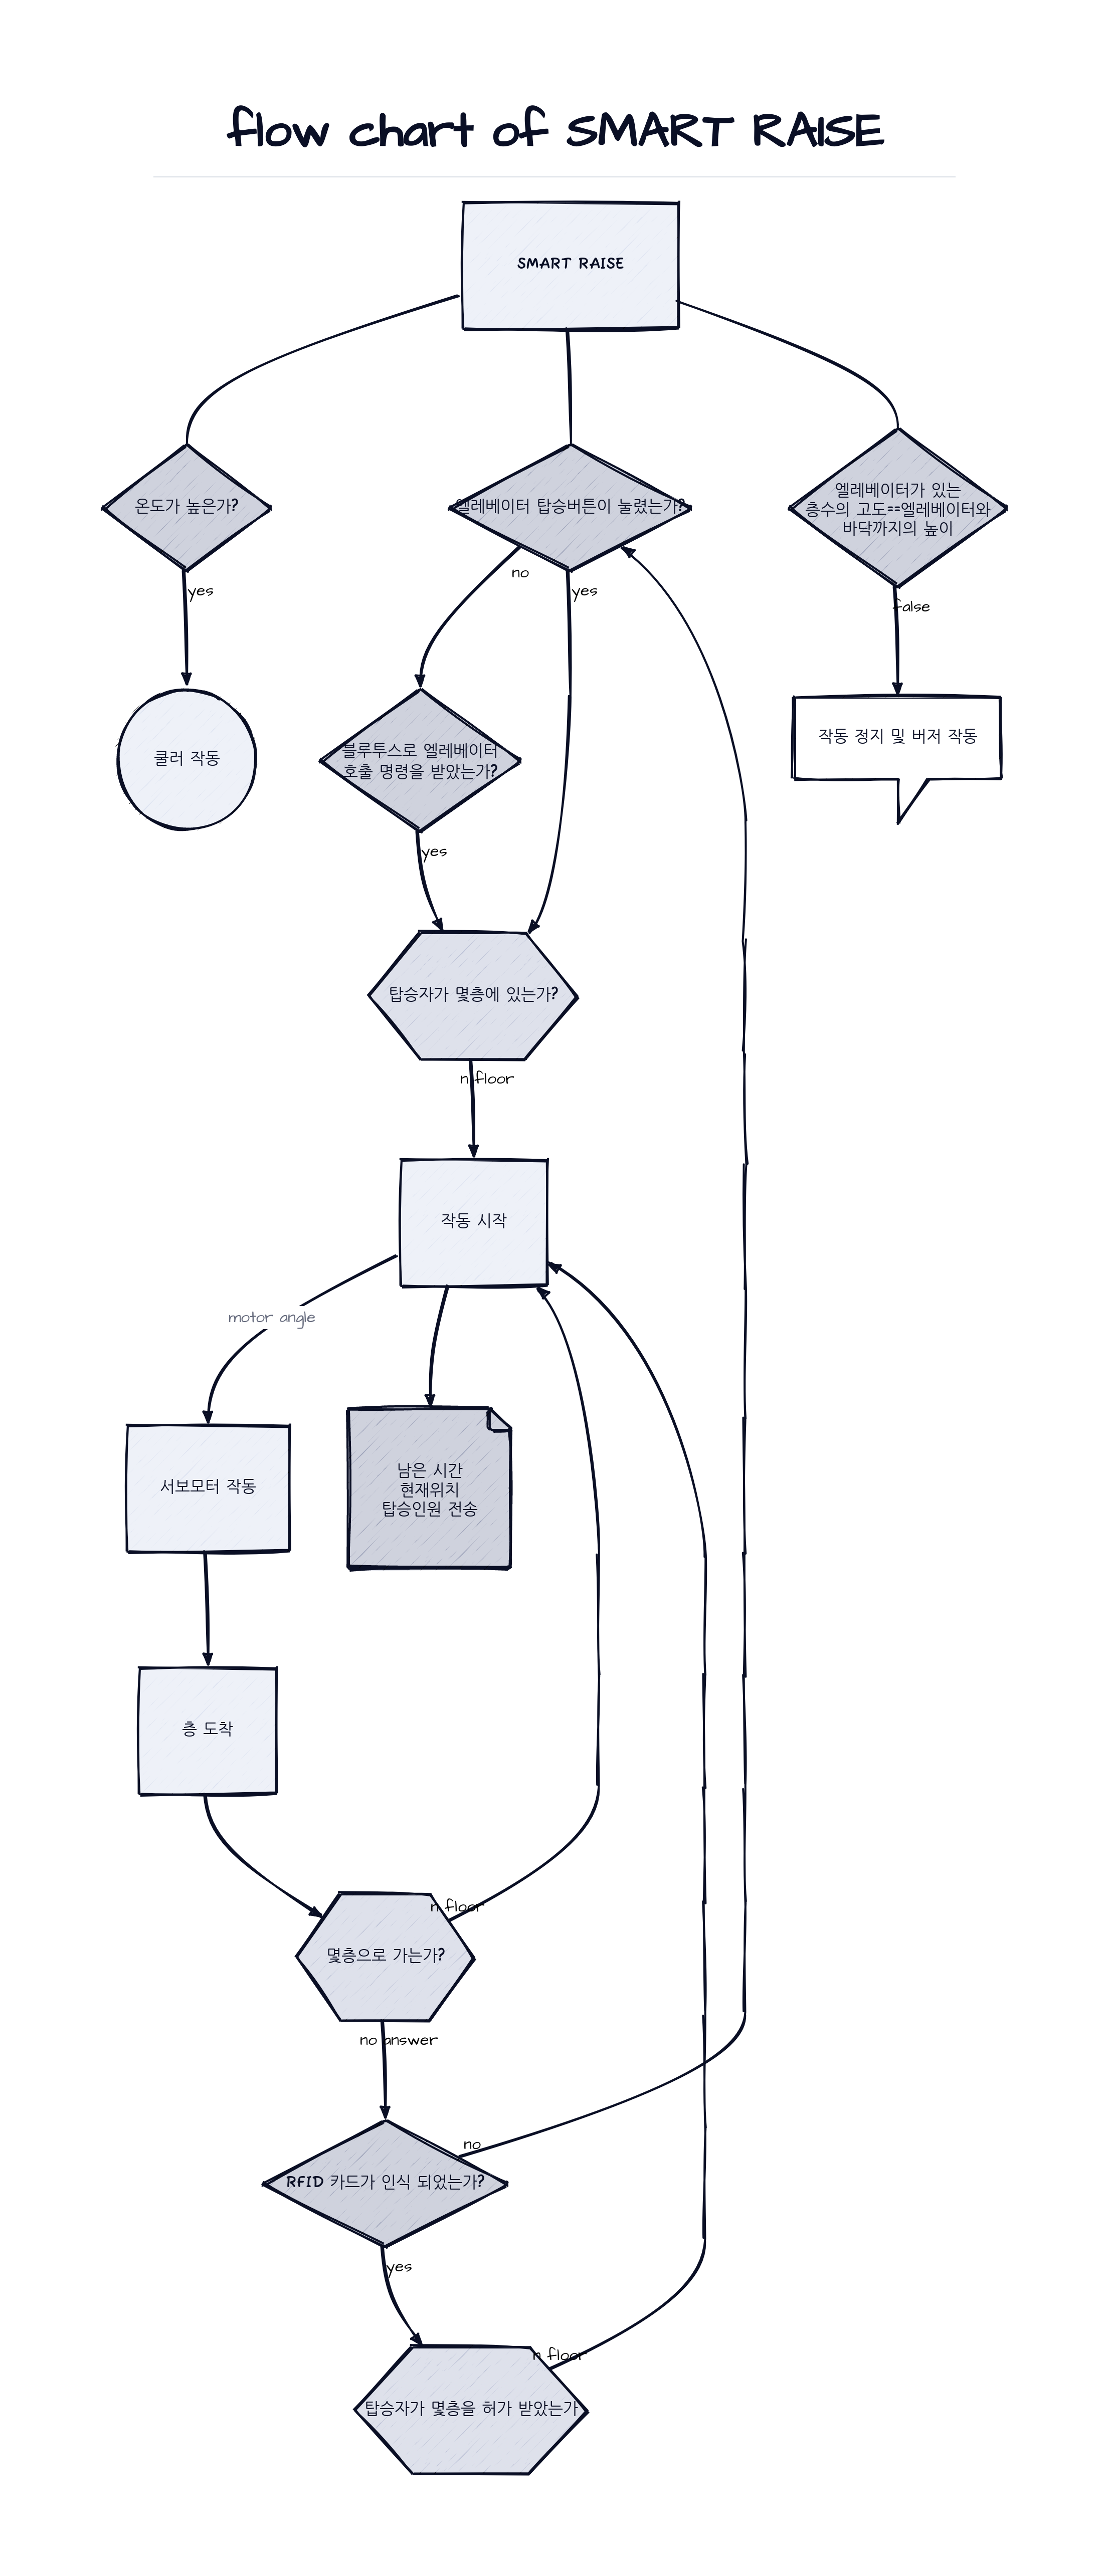 flow chart of SMART RAISE
SMART RAISE
온도가 높은가?
엘레베이터 탑승버튼이 눌렸는가?
엘레베이터가 있는
층수의 고도==엘레베이터와
바닥까지의 높이
no
yes
yes
false
쿨러 작동
블루투스로 엘레베이터
호출 명령을 받았는가?
작동 정지 및 버저 작동
yes
탑승자가 몇층에 있는가?
n floor
작동 시작
motor angle
서보모터 작동
남은 시간
현재위치
탑승인원 전송
층 도착
n floor
몇층으로 가는가?
no answer
no
RFID 카드가 인식 되었는가?
yes
n floor
탑승자가 몇층을 허가 받았는가